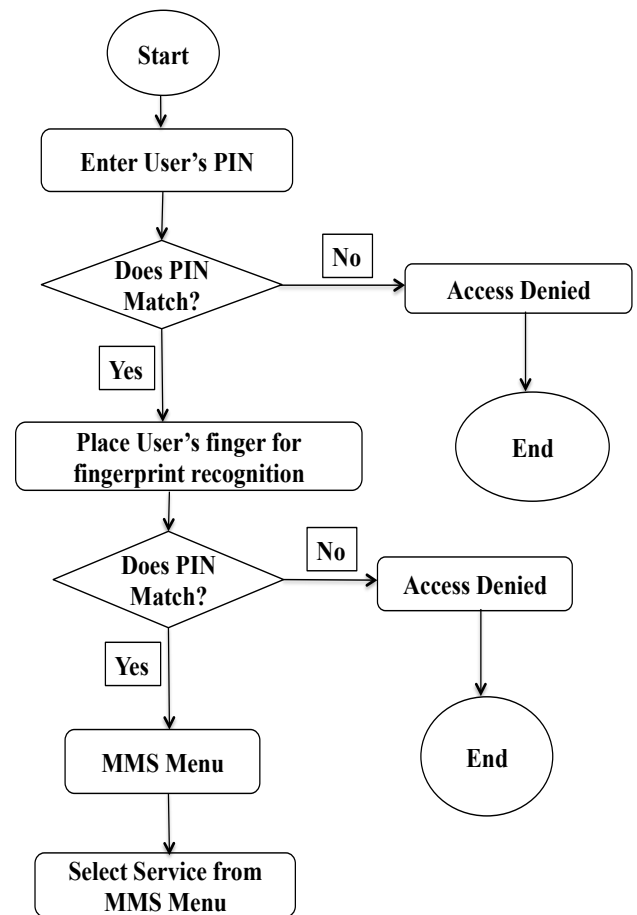 Start
Enter User's PIN
Does PIN
Match?
No
Access Denied
Yes
End
Place User's finger for
fingerprint recognition
Does PIN
Match?
No
Access Denied
Yes
End
MMS Menu
Select Service from
MMS Menu